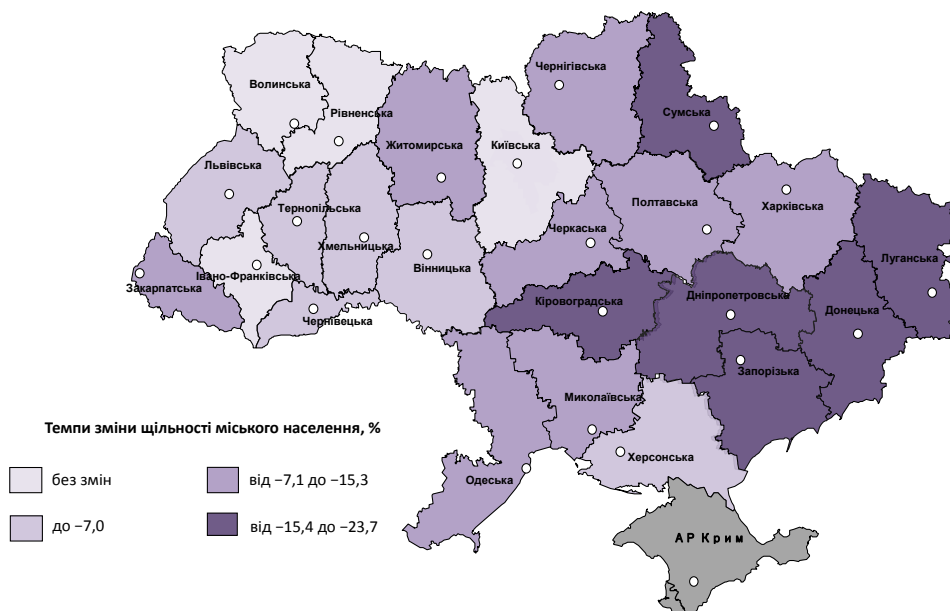 Чернігівська
Волинська
Рівненська
Сумська
Житомирська
Київська
Львівська
Тернопільська
Полтавська
Харківська
Черкаська
Хмельницька
Луганська
Вінницька
Івано-Франківська
Закарпатська
Кіровоградська
Дніпропетровська
Донецька
Чернівецька
Запорізька
Миколаївська
Херсонська
Одеська
АР Крим
Темпи зміни щільності міського населення, %
без змін
від −7,1 до −15,3
до −7,0
від −15,4 до −23,7